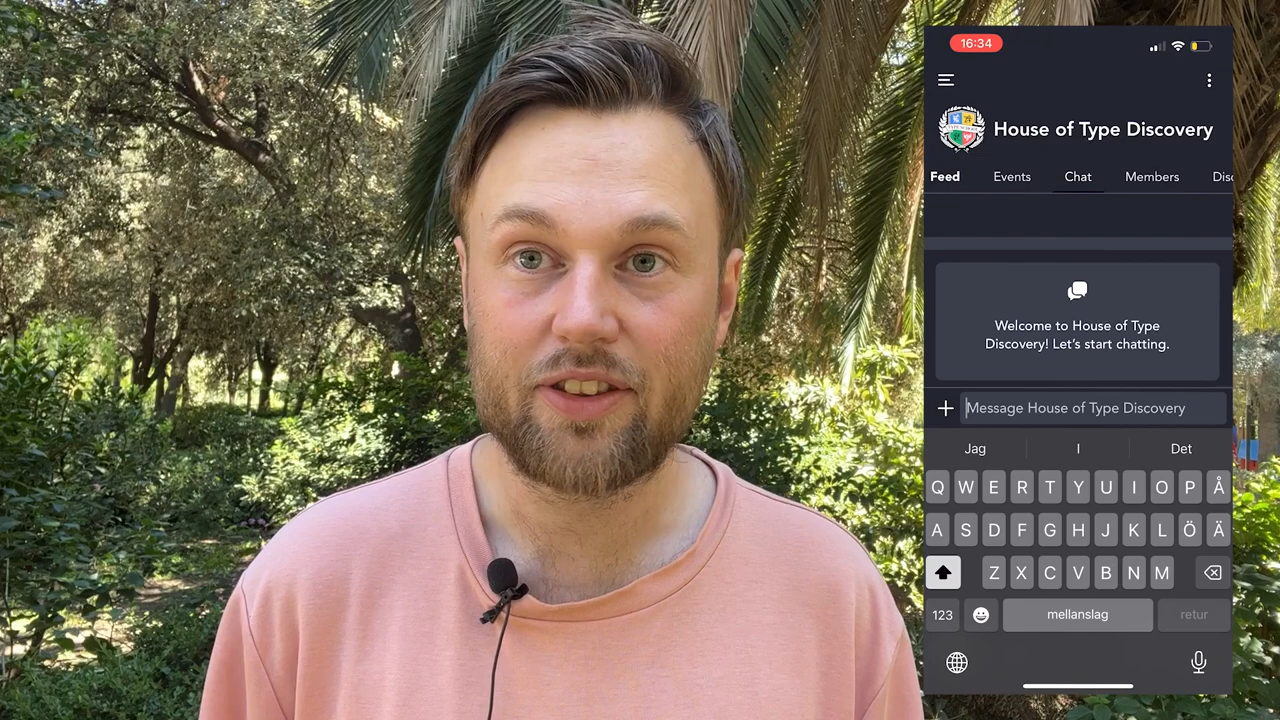 16:34
House of Type Discovery
Feed Events Chat Members Disc
Welcome to House of Type
Discovery! Let's start chatting.
Message House of Type Discovery
Jag I Det
Q W E R T Y U I O P Å
A S D F G H J K L Ö Ä
Z X C V B N M
123 mellanslag retur